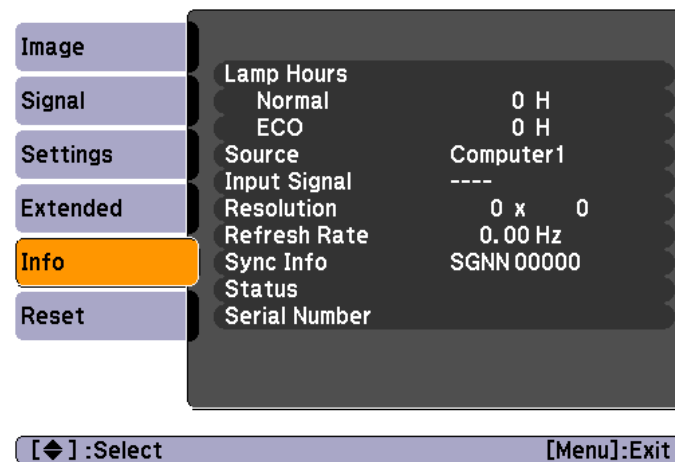 Image
Signal
Settings
Extended
Info
Reset
Lamp Hours
Normal 0 H
ECO 0 H
Source Computer1
Input Signal ----
Resolution 0 x 0
Refresh Rate 0.00 Hz
Sync Info SGNN 00000
Status
Serial Number
[◆] :Select [Menu]:Exit